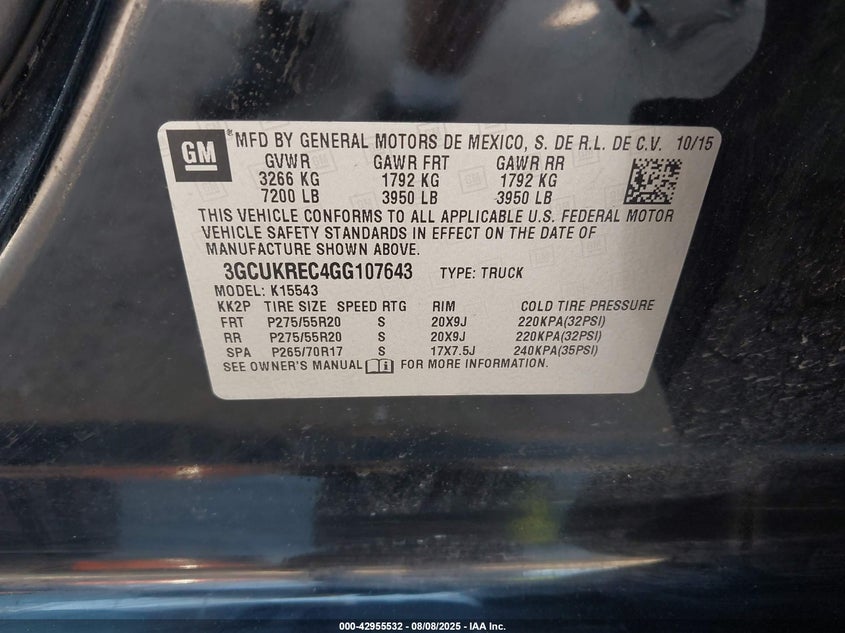 GM ® MFD BY GENERAL MOTORS DE MEXICO, S. DE R.L. DE C.V. 10/15
GVWR GAWR FRT GAWR RR
3266 KG 1792 KG 1792 KG
7200 LB 3950 LB 3950 LB
THIS VEHICLE CONFORMS TO ALL APPLICABLE U.S. FEDERAL MOTOR
VEHICLE SAFETY STANDARDS IN EFFECT ON THE DATE OF
MANUFACTURE SHOWN ABOVE.
3GCUKREC4GG107643 TYPE: TRUCK
MODEL: K15543
KK2P TIRE SIZE SPEED RTG RIM COLD TIRE PRESSURE
FRT P275/55R20 S 20X9J 220KPA(32PSI)
RR P275/55R20 S 20X9J 220KPA(32PSI)
SPA P265/70R17 S 17X7.5J 240KPA(35PSI)
SEE OWNER'S MANUAL FOR MORE INFORMATION.
000-42955532 - 08/08/2025 - IAA Inc.